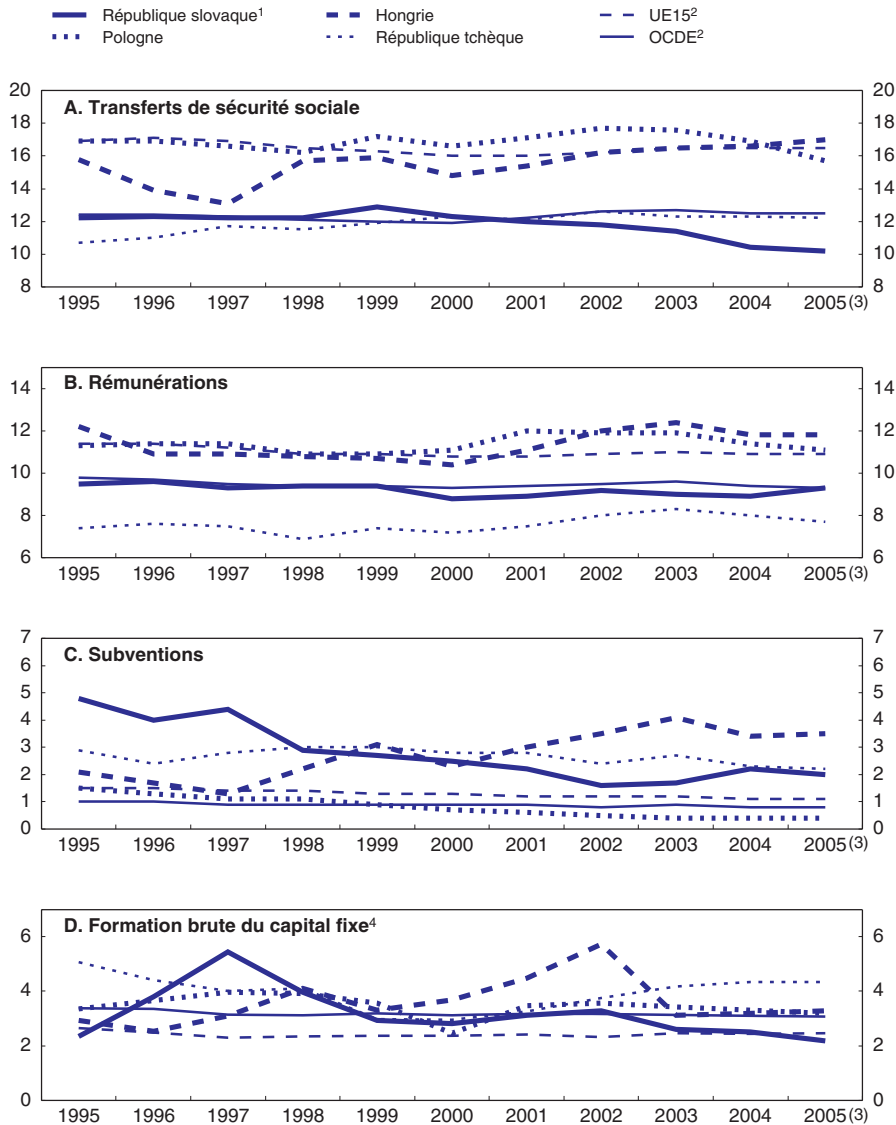 République slovaque¹ Hongrie UE15²
Pologne République tchèque OCDE²
A. Transferts de sécurité sociale
20 20
18 18
16 16
14 14
12 12
10 10
8 8
1995 1996 1997 1998 1999 2000 2001 2002 2003 2004 2005 (3)
B. Rémunérations
14 14
12 12
10 10
8 8
6 6
1995 1996 1997 1998 1999 2000 2001 2002 2003 2004 2005 (3)
7 7
C. Subventions
6 6
5 5
4 4
3 3
2 2
1 1
0 0
1995 1996 1997 1998 1999 2000 2001 2002 2003 2004 2005 (3)
D. Formation brute du capital fixe⁴
6 6
4 4
2 2
0 0
1995 1996 1997 1998 1999 2000 2001 2002 2003 2004 2005 (3)